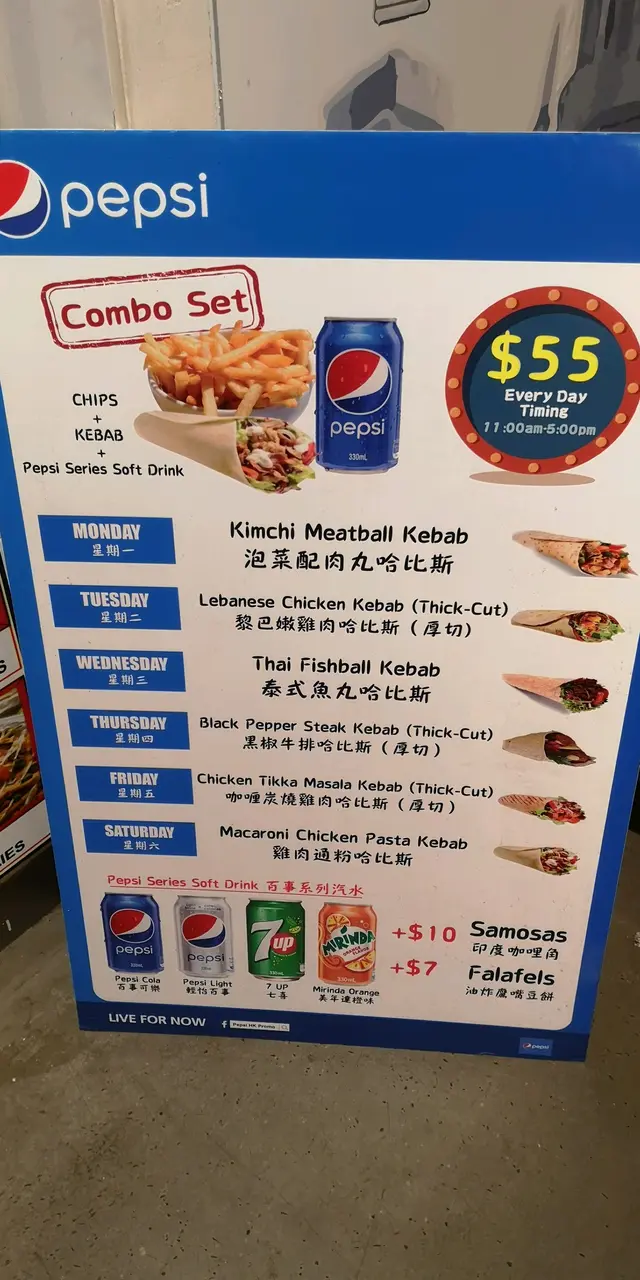 pepsi
Combo Set
CHIPS
+
KEBAB
+
Pepsi Series Soft Drink
pepsi
330mL
$55
Every Day
Timing
11:00am-5:00pm
MONDAY
星期一
Kimchi Meatball Kebab
泡菜配肉丸哈比斯
TUESDAY
星期二
Lebanese Chicken Kebab (Thick-Cut)
黎巴嫩雞肉哈比斯（厚切）
WEDNESDAY
星期三
Thai Fishball Kebab
泰式魚丸哈比斯
THURSDAY
星期四
Black Pepper Steak Kebab (Thick-Cut)
黑椒牛排哈比斯（厚切）
FRIDAY
星期五
Chicken Tikka Masala Kebab (Thick-Cut)
咖喱炭燒雞肉哈比斯（厚切）
SATURDAY
星期六
Macaroni Chicken Pasta Kebab
雞肉通粉哈比斯
Pepsi Series Soft Drink 百事系列汽水
pepsi
pepsi
7up
MIRINDA
330mL
Pepsi Cola
百事可樂
Pepsi Light
輕怡百事
7 UP
七喜
Mirinda Orange
美年達橙味
+$10 Samosas
印度咖喱角
+$7 Falafels
油炸鷹嘴豆餅
LIVE FOR NOW
f Pepsi HK Promo
pepsi
S
IES